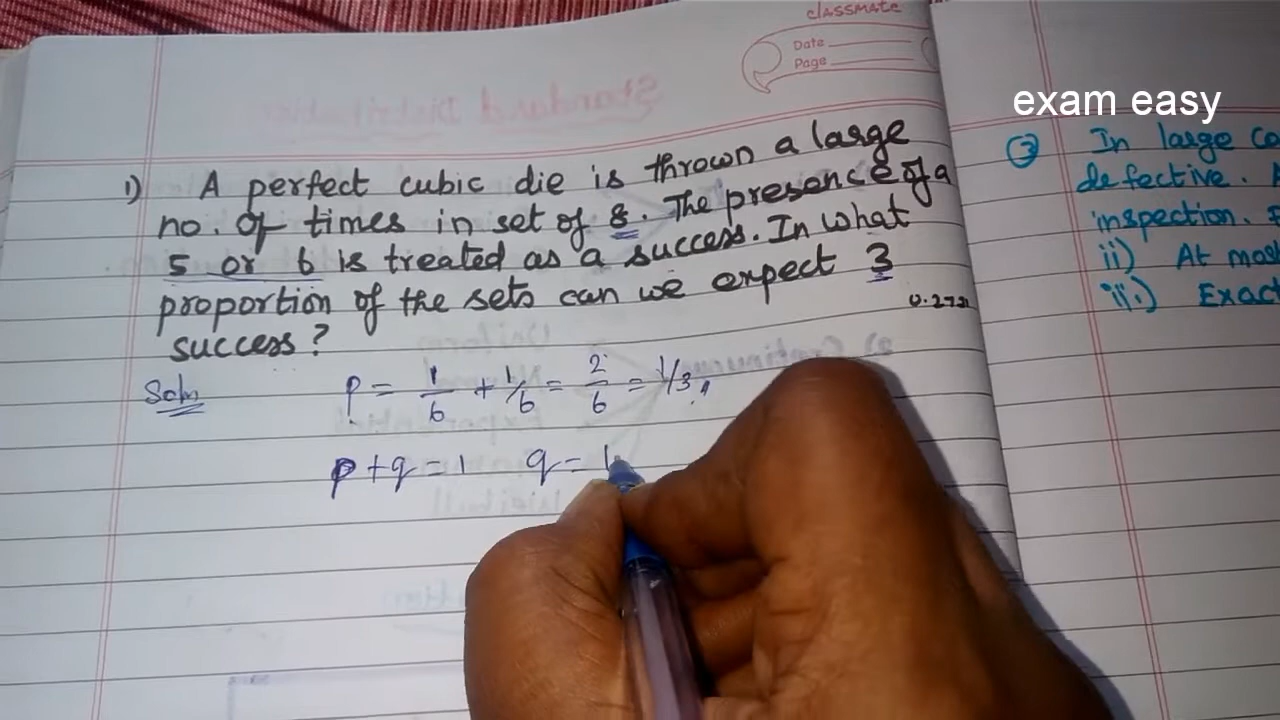 classmate
Date
Page
exam easy
1) A perfect cubic die is thrown a large
no. of times in set of 8. The presence of a
5 or 6 is treated as a success. In what
proportion of the sets can we expect 3
success?
Soln P = 1/6 + 1/6 = 2/6 = 1/3
p + q = 1 q = 1
3 In large
defective.
inspection.
ii) At